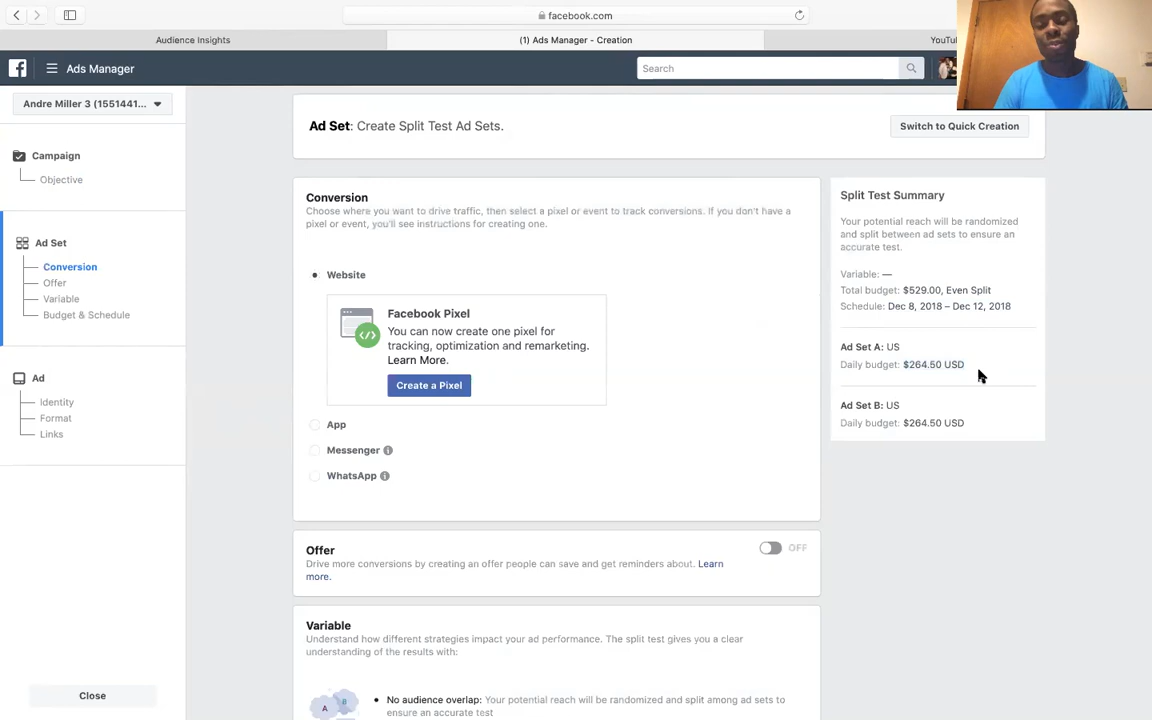 facebook.com
Audience Insights
(1) Ads Manager - Creation
YouTu
Ads Manager
Search
Andre Miller 3 (1551441...
Ad Set: Create Split Test Ad Sets.
Switch to Quick Creation
Campaign
Objective
Ad Set
Conversion
Offer
Variable
Budget & Schedule
Ad
Identity
Format
Links
Close
Conversion
Choose where you want to drive traffic, then select a pixel or event to track conversions. If you don't have a
pixel or event, you'll see instructions for creating one.
Website
Facebook Pixel
You can now create one pixel for
tracking, optimization and remarketing.
Learn More.
Create a Pixel
App
Messenger
WhatsApp
Offer
OFF
Drive more conversions by creating an offer people can save and get reminders about. Learn
more.
Variable
Understand how different strategies impact your ad performance. The split test gives you a clear
understanding of the results with:
A
B
No audience overlap: Your potential reach will be randomized and split among ad sets to
ensure an accurate test
Split Test Summary
Your potential reach will be randomized
and split between ad sets to ensure an
accurate test.
Variable: —
Total budget: $529.00, Even Split
Schedule: Dec 8, 2018 – Dec 12, 2018
Ad Set A: US
Daily budget: $264.50 USD
Ad Set B: US
Daily budget: $264.50 USD